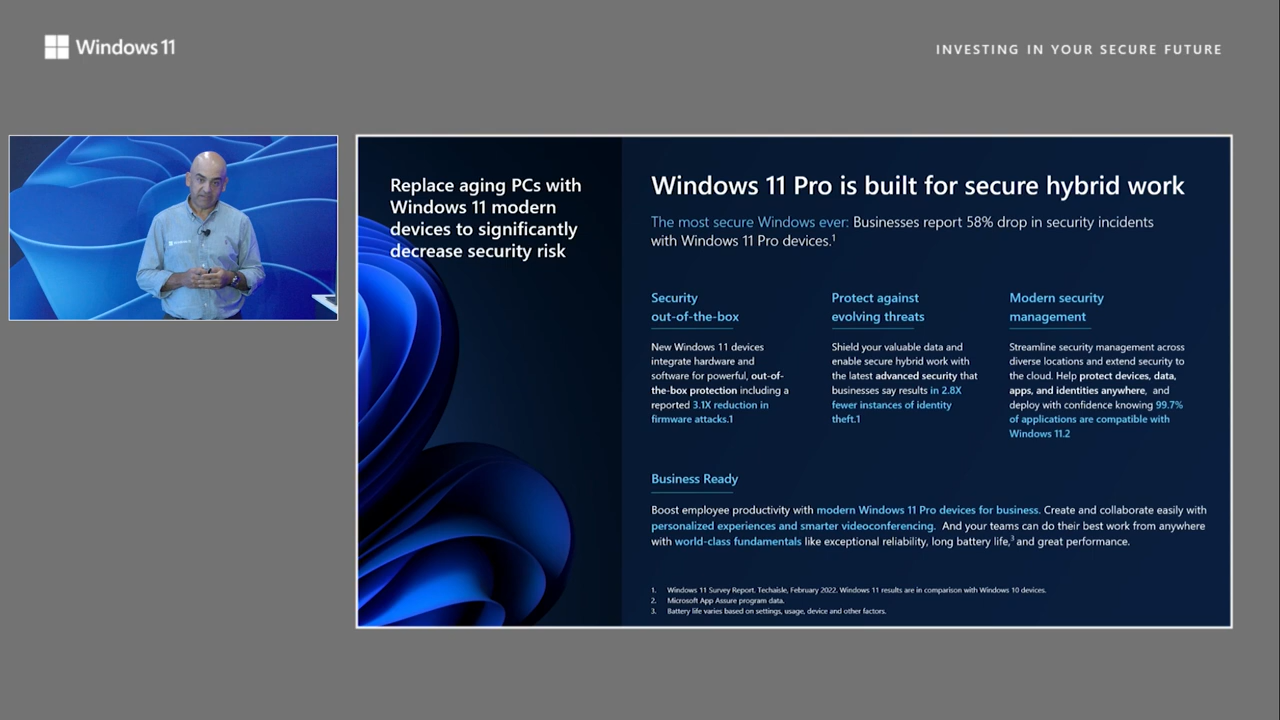 Windows 11
INVESTING IN YOUR SECURE FUTURE
Replace aging PCs with
Windows 11 modern
devices to significantly
decrease security risk
Windows 11 Pro is built for secure hybrid work
The most secure Windows ever: Businesses report 58% drop in security incidents
with Windows 11 Pro devices.1
Security
out-of-the-box
New Windows 11 devices
integrate hardware and
software for powerful, out-of-
the-box protection including a
reported 3.1X reduction in
firmware attacks.1
Protect against
evolving threats
Shield your valuable data and
enable secure hybrid work with
the latest advanced security that
businesses say results in 2.8X
fewer instances of identity
theft.1
Modern security
management
Streamline security management across
diverse locations and extend security to
the cloud. Help protect devices, data,
apps, and identities anywhere, and
deploy with confidence knowing 99.7%
of applications are compatible with
Windows 11.2
Business Ready
Boost employee productivity with modern Windows 11 Pro devices for business. Create and collaborate easily with
personalized experiences and smarter videoconferencing. And your teams can do their best work from anywhere
with world-class fundamentals like exceptional reliability, long battery life,3 and great performance.
1. Windows 11 Survey Report. Techaisle, February 2022. Windows 11 results are in comparison with Windows 10 devices.
2. Microsoft App Assure program data.
3. Battery life varies based on settings, usage, device and other factors.